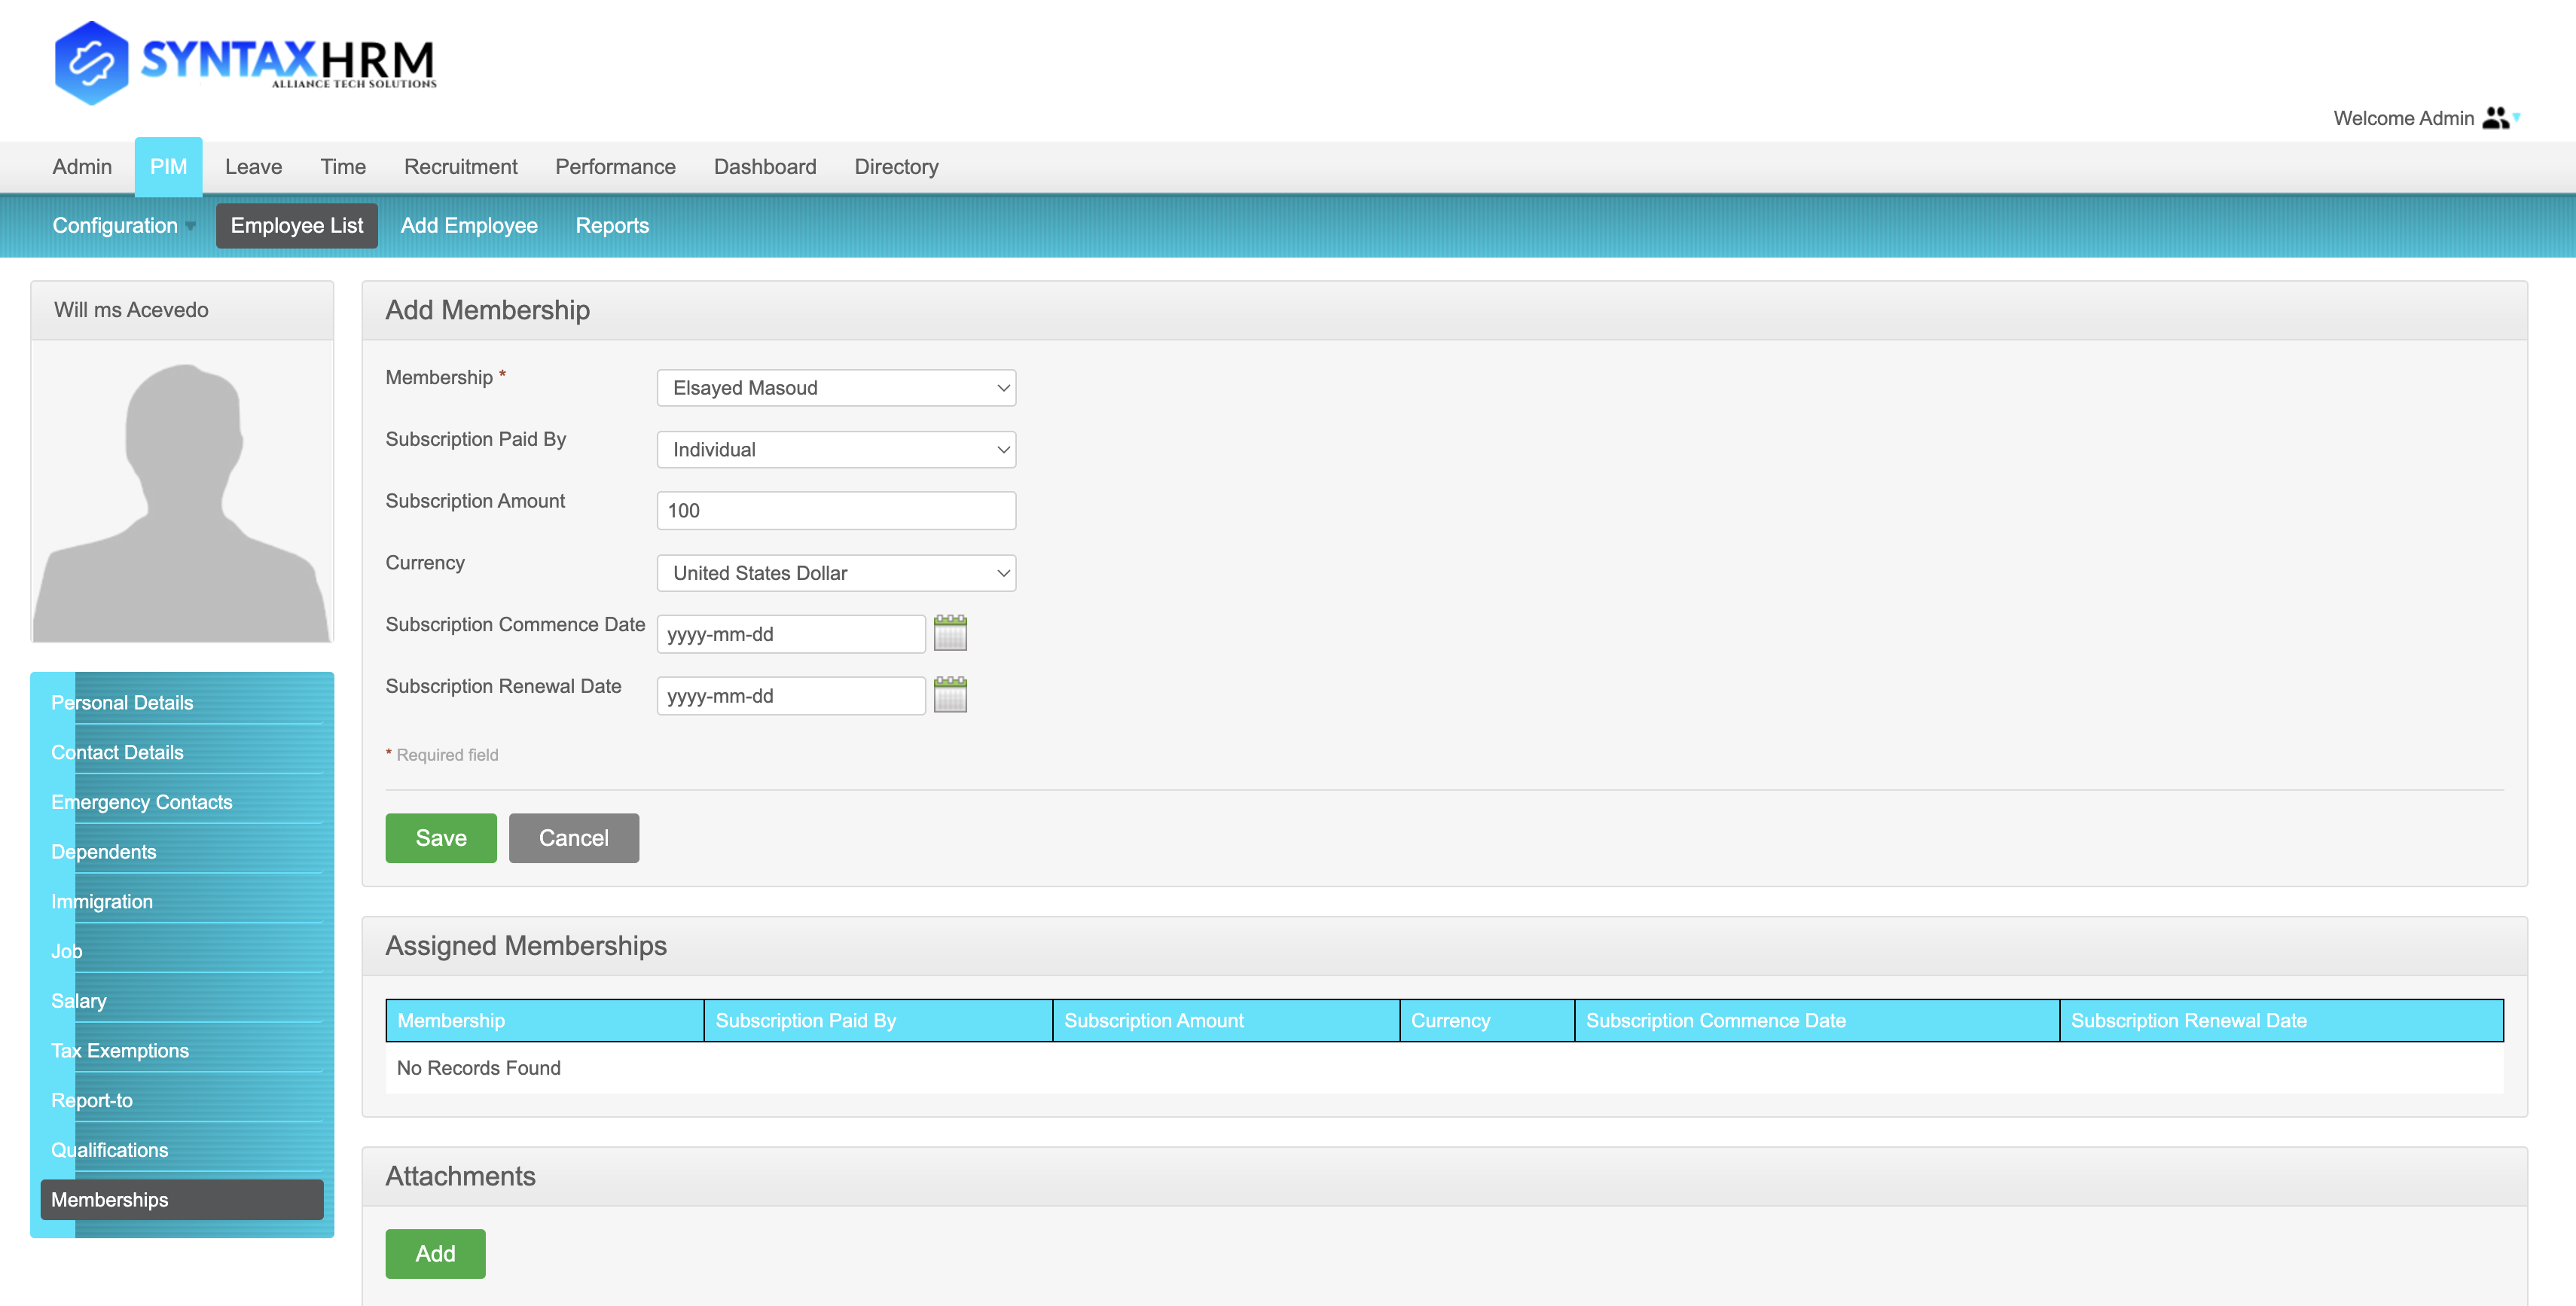 SYNTAXHRM
ALLIANCE TECH SOLUTIONS
Welcome Admin
Admin PIM Leave Time Recruitment Performance Dashboard Directory
Configuration Employee List Add Employee Reports
Will ms Acevedo
Personal Details
Contact Details
Emergency Contacts
Dependents
Immigration
Job
Salary
Tax Exemptions
Report-to
Qualifications
Memberships
Add Membership
Membership * Elsayed Masoud
Subscription Paid By Individual
Subscription Amount 100
Currency United States Dollar
Subscription Commence Date yyyy-mm-dd
Subscription Renewal Date yyyy-mm-dd
* Required field
Save Cancel
Assigned Memberships
Membership Subscription Paid By Subscription Amount Currency Subscription Commence Date Subscription Renewal Date
No Records Found
Attachments
Add